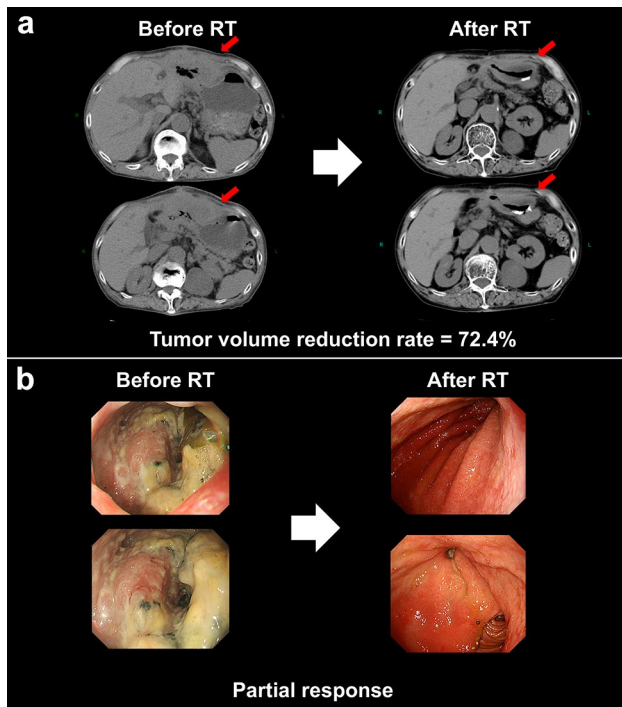 a
Before RT
After RT
R
L
R
L
Tumor volume reduction rate = 72.4%
b
Before RT
After RT
Partial response